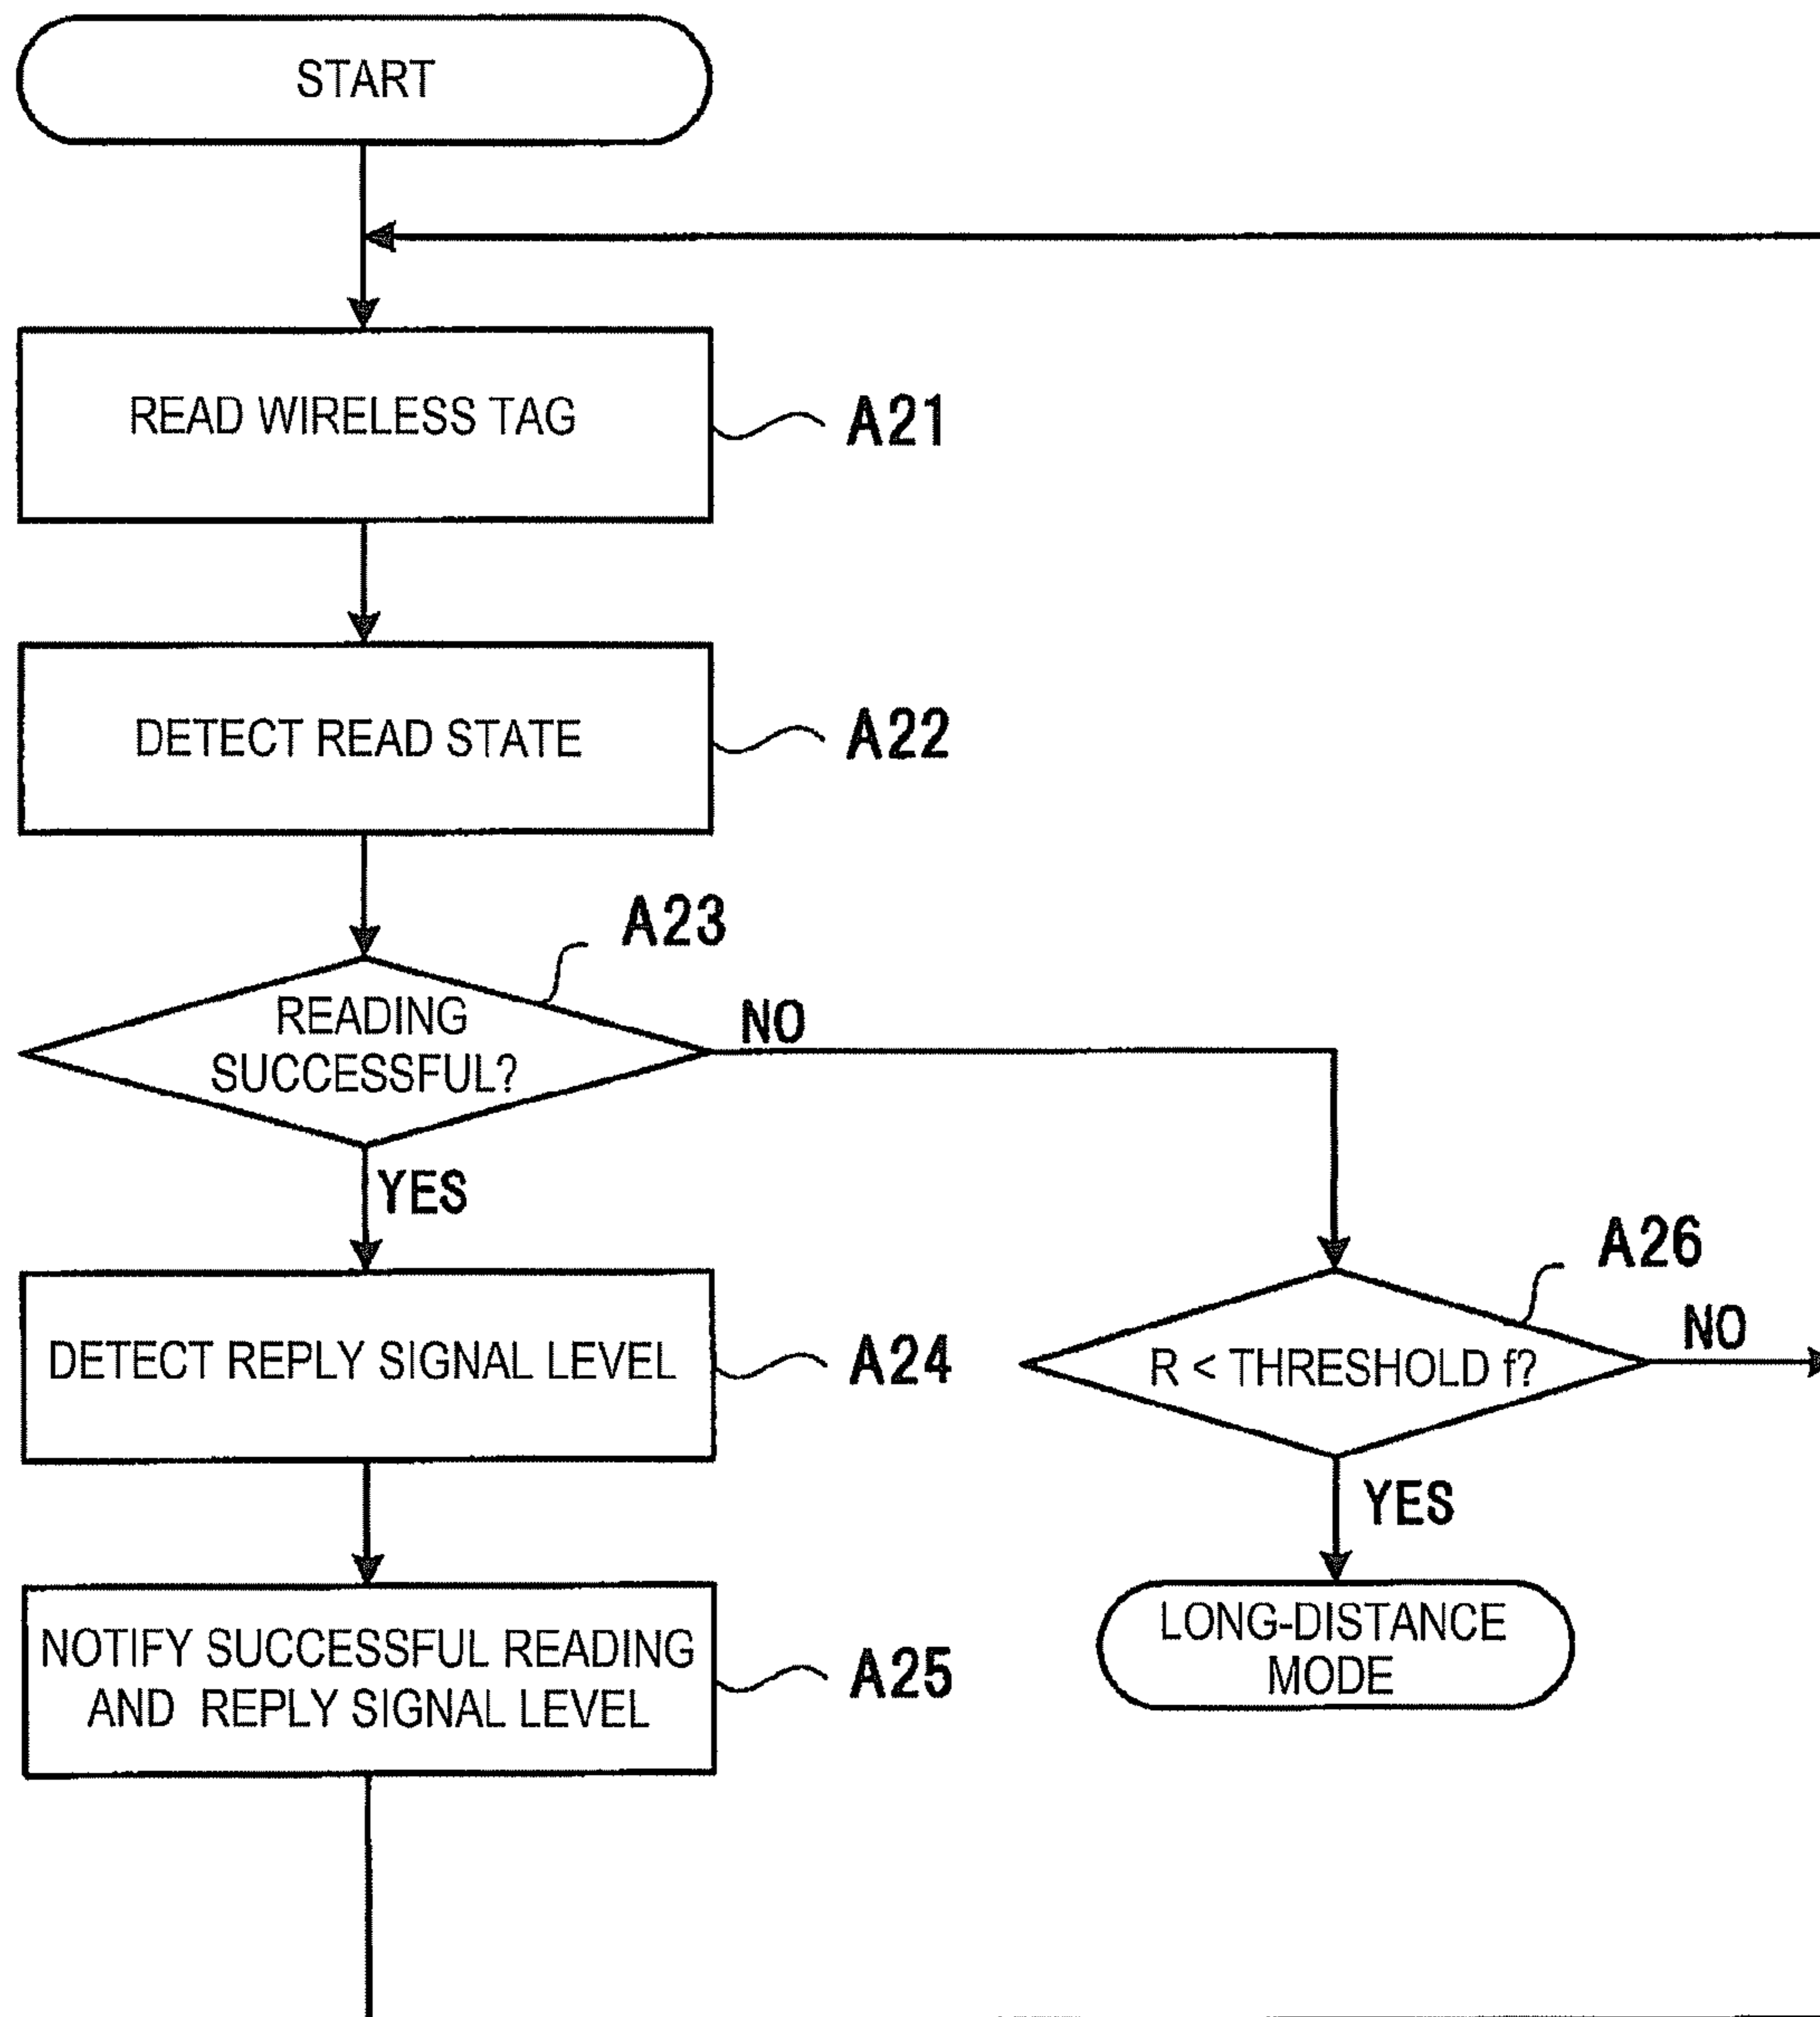 START
READ WIRELESS TAG
A21
DETECT READ STATE
A22
A23
READING
SUCCESSFUL?
NO
YES
DETECT REPLY SIGNAL LEVEL
A24
A26
R < THRESHOLD f?
NO
YES
NOTIFY SUCCESSFUL READING
AND REPLY SIGNAL LEVEL
A25
LONG-DISTANCE
MODE